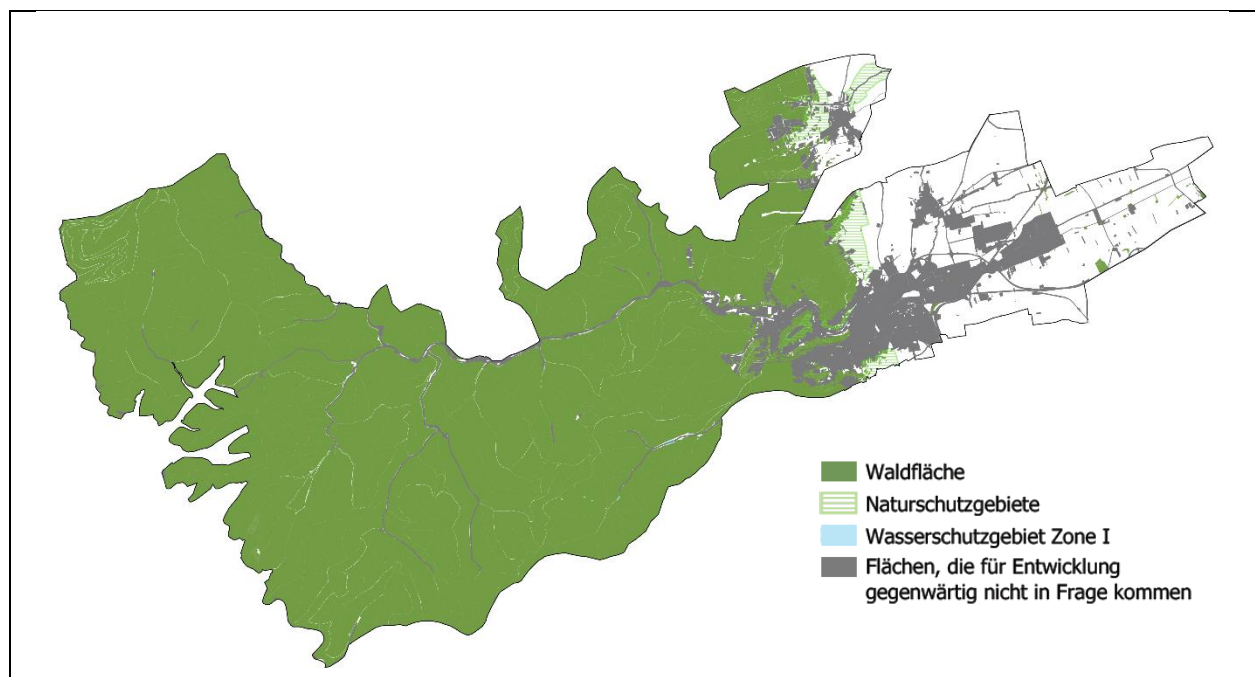 Waldfläche
Naturschutzgebiete
Wasserschutzgebiet Zone I
Flächen, die für Entwicklung
gegenwärtig nicht in Frage kommen